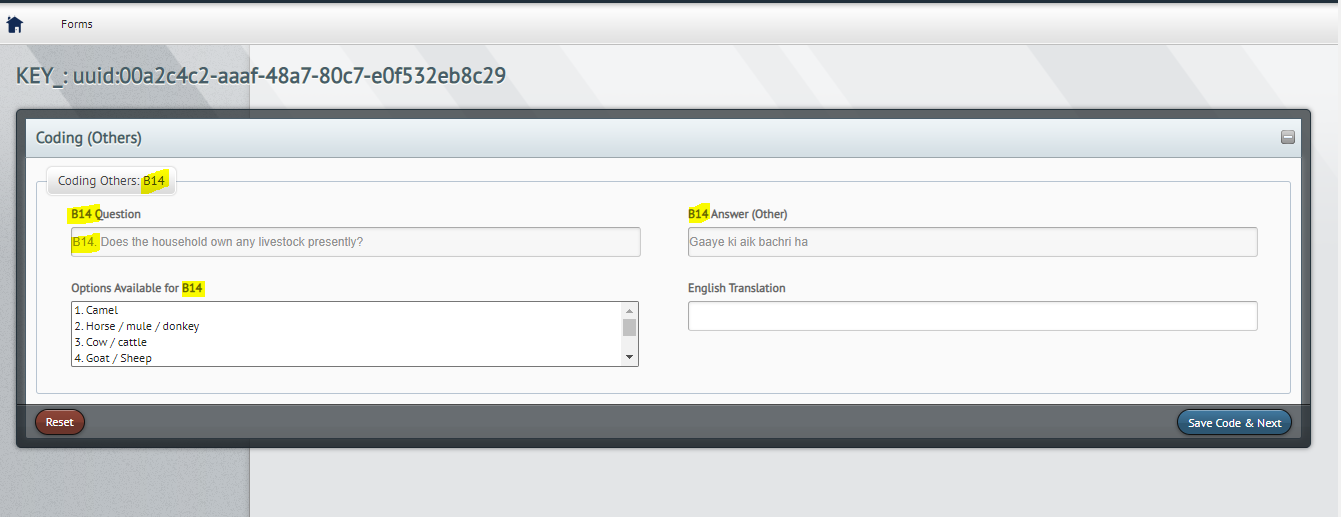 Forms
KEY_: uuid:00a2c4c2-aaaf-48a7-80c7-e0f532eb8c29
Coding (Others)
Coding Others: B14
B14 Question
B14 Answer (Other)
B14. Does the household own any livestock presently?
Gaaye ki aik bachri ha
Options Available for B14
English Translation
1. Camel
2. Horse / mule / donkey
3. Cow / cattle
4. Goat / Sheep
Reset
Save Code & Next